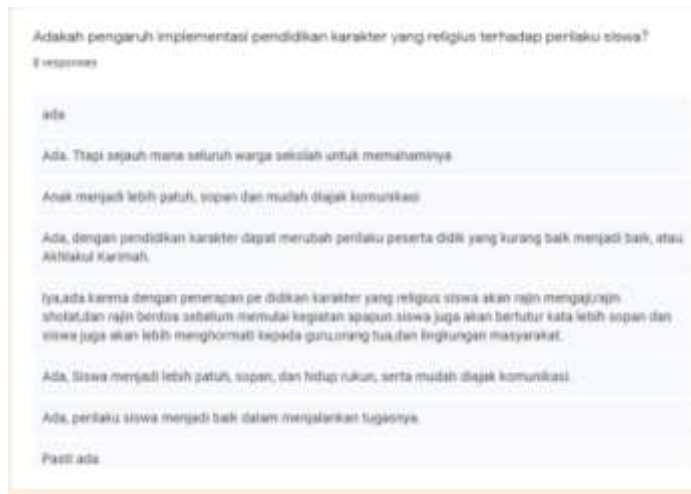 Adakah pengaruh implementasi pendidikan karakter yang religius terhadap perilaku siswa?
8 responses
ada
Ada. Ttapi sejauh mana seluruh warga sekolah untuk memahaminya
Anak menjadi lebih patuh, sopan dan mudah diajak komunikasi
Ada, dengan pendidikan karakter dapat merubah perilaku peserta didik yang kurang baik menjadi baik, atau
Akhlakul Karimah.
Iya,ada karena dengan penerapan pe didikan karakter yang religius siswa akan rajin mengaji,rajin
sholat,dan rajin berdoa sebelum memulai kegiatan apapun.siswa juga akan bertutur kata lebih sopan dan
siswa juga akan lebih menghormati kepada guru,orang tua,dan lingkungan masyarakat.
Ada, Siswa menjadi lebih patuh, sopan, dan hidup rukun, serta mudah diajak komunikasi.
Ada, perilaku siswa menjadi baik dalam menjalankan tugasnya.
Pasti ada